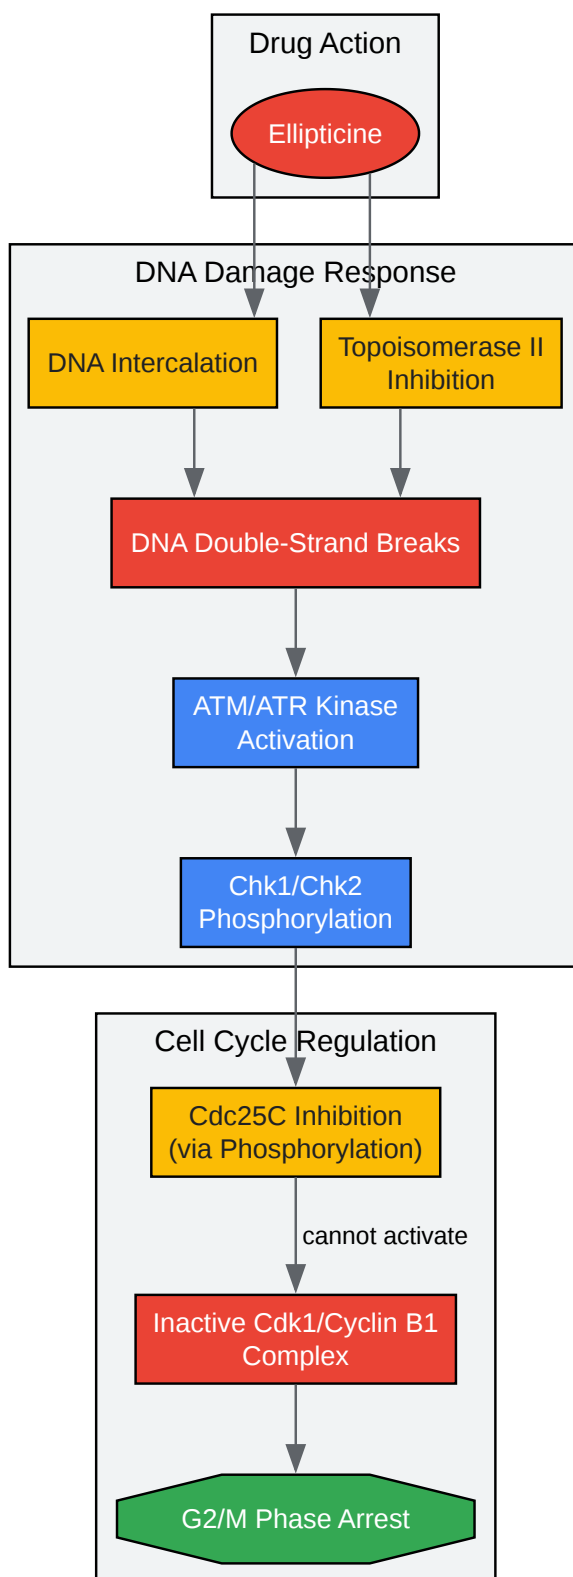 Drug Action
Ellipticine
DNA Damage Response
DNA Intercalation
Topoisomerase II
Inhibition
DNA Double-Strand Breaks
ATM/ATR Kinase
Activation
Chk1/Chk2
Phosphorylation
Cell Cycle Regulation
Cdc25C Inhibition
(via Phosphorylation)
cannot activate
Inactive Cdk1/Cyclin B1
Complex
G2/M Phase Arrest